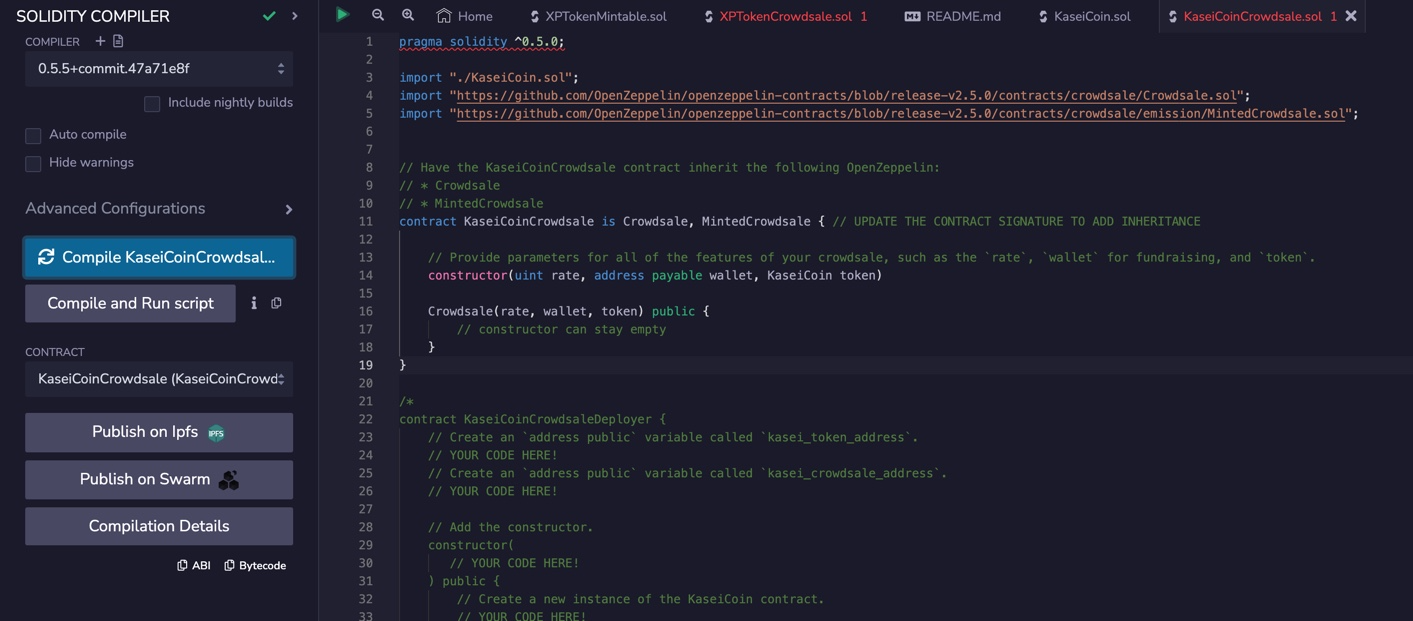 SOLIDITY COMPILER
COMPILER
0.5.5+commit.47a71e8f
Include nightly builds
Auto compile
Hide warnings
Advanced Configurations
Compile KaseiCoinCrowdsal...
Compile and Run script
CONTRACT
KaseiCoinCrowdsale (KaseiCoinCrowd
Publish on Ipfs IPFS
Publish on Swarm
Compilation Details
ABI Bytecode
Home XPTokenMintable.sol XPTokenCrowdsale.sol 1 README.md KaseiCoin.sol KaseiCoinCrowdsale.sol 1
1 pragma solidity ^0.5.0;
2
3 import "./KaseiCoin.sol";
4 import "https://github.com/OpenZeppelin/openzeppelin-contracts/blob/release-v2.5.0/contracts/crowdsale/Crowdsale.sol";
5 import "https://github.com/OpenZeppelin/openzeppelin-contracts/blob/release-v2.5.0/contracts/crowdsale/emission/MintedCrowdsale.sol";
6
7
8 // Have the KaseiCoinCrowdsale contract inherit the following OpenZeppelin:
9 // * Crowdsale
10 // * MintedCrowdsale
11 contract KaseiCoinCrowdsale is Crowdsale, MintedCrowdsale { // UPDATE THE CONTRACT SIGNATURE TO ADD INHERITANCE
12
13 // Provide parameters for all of the features of your crowdsale, such as the `rate`, `wallet` for fundraising, and `token`.
14 constructor(uint rate, address payable wallet, KaseiCoin token)
15
16 Crowdsale(rate, wallet, token) public {
17 // constructor can stay empty
18 }
19 }
20
21 /*
22 contract KaseiCoinCrowdsaleDeployer {
23 // Create an `address public` variable called `kasei_token_address`.
24 // YOUR CODE HERE!
25 // Create an `address public` variable called `kasei_crowdsale_address`.
26 // YOUR CODE HERE!
27
28 // Add the constructor.
29 constructor(
30 // YOUR CODE HERE!
31 ) public {
32 // Create a new instance of the KaseiCoin contract.
33 // YOUR CODE HERE!